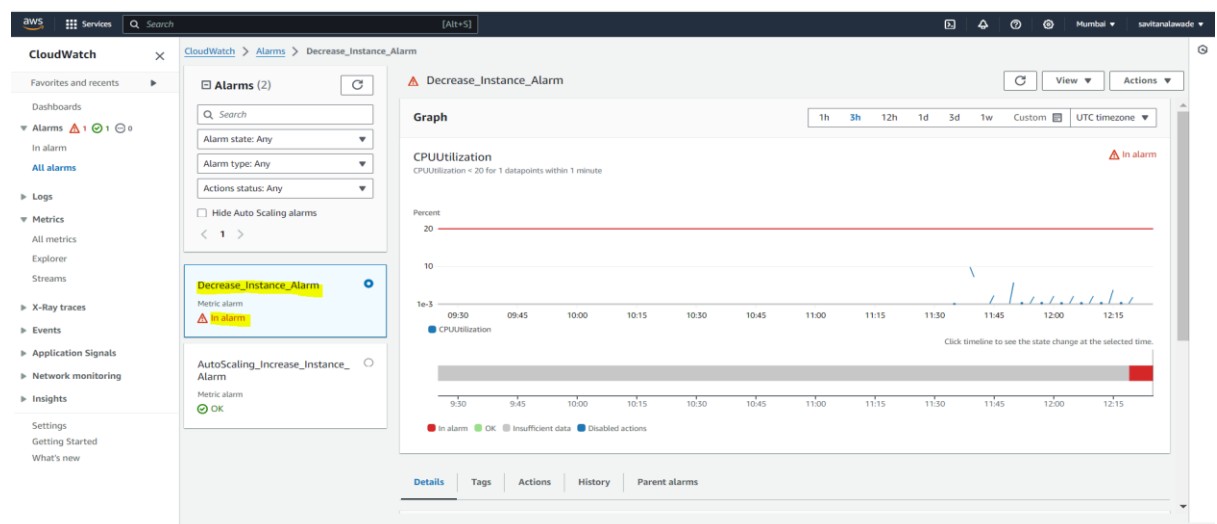 aws Services Search [Alt+S] Mumbai savitanalawade
CloudWatch
Favorites and recents
Dashboards
Alarms 1 1 0
In alarm
All alarms
Logs
Metrics
All metrics
Explorer
Streams
X-Ray traces
Events
Application Signals
Network monitoring
Insights
Settings
Getting Started
What's new
CloudWatch > Alarms > Decrease_Instance_Alarm
Alarms (2)
Search
Alarm state: Any
Alarm type: Any
Actions status: Any
Hide Auto Scaling alarms
< 1 >
Decrease_Instance_Alarm
Metric alarm
In alarm
AutoScaling_Increase_Instance_
Alarm
Metric alarm
OK
Decrease_Instance_Alarm View Actions
Graph 1h 3h 12h 1d 3d 1w Custom UTC timezone
CPUUtilization In alarm
CPUUtilization < 20 for 1 datapoints within 1 minute
Percent
20
10
1e-3
09:30 09:45 10:00 10:15 10:30 10:45 11:00 11:15 11:30 11:45 12:00 12:15
CPUUtilization
Click timeline to see the state change at the selected time.
9:30 9:45 10:00 10:15 10:30 10:45 11:00 11:15 11:30 11:45 12:00 12:15
In alarm OK Insufficient data Disabled actions
Details Tags Actions History Parent alarms